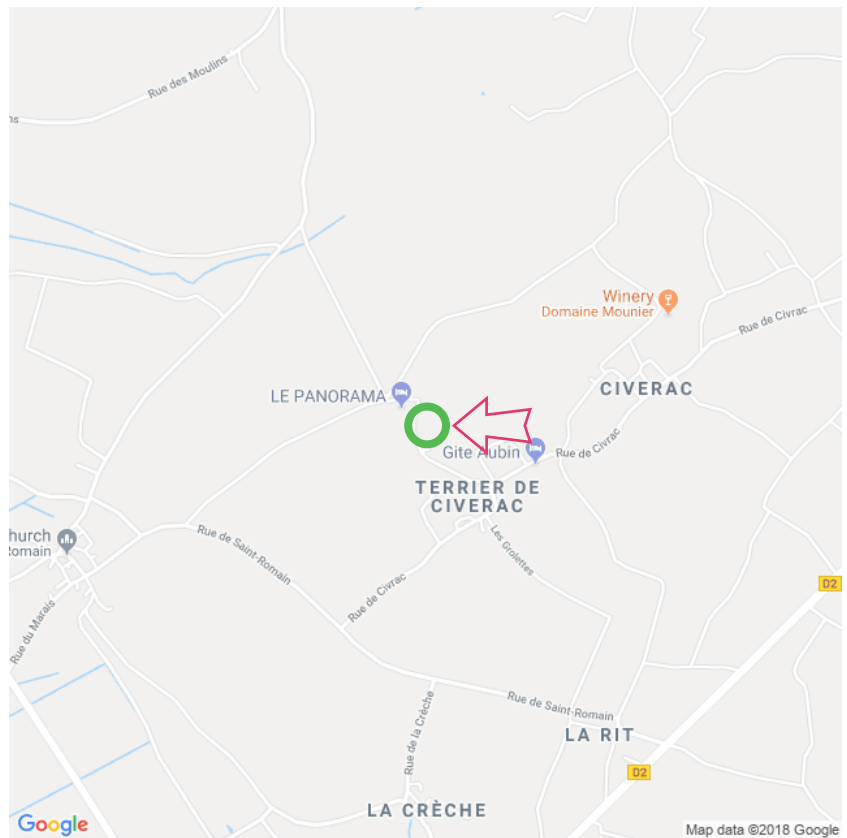 Rue des Moulins
ns
Winery
Domaine Mounier
Rue de Civrac
LE PANORAMA
CIVERAC
Gite Aubin
Rue de Civrac
TERRIER DE
CIVERAC
hurch
Romain
Rue de Saint-Romain
Les Grolettes
Rue de Civrac
D2
Rue du Marais
Rue de Saint-Romain
Rue de la Crèche
LA RIT
D2
LA CRÈCHE
Google
Map data ©2018 Google